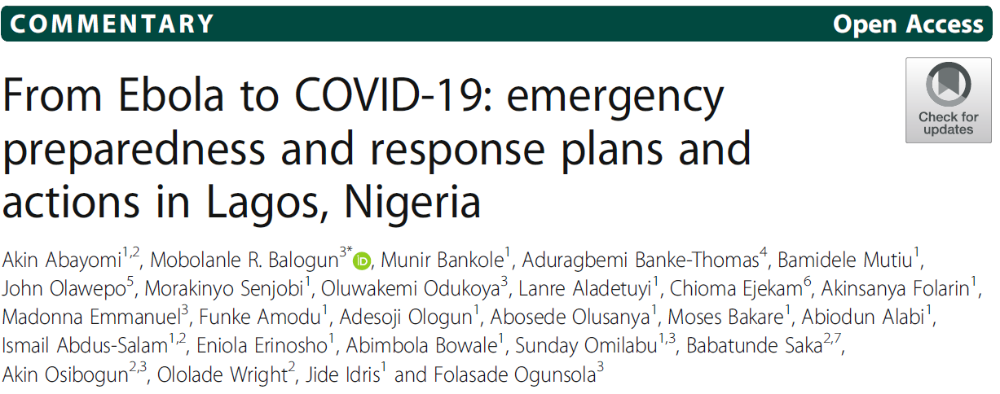 COMMENTARY
Open Access
From Ebola to COVID-19: emergency
preparedness and response plans and
actions in Lagos, Nigeria
Check for
updates
Akin Abayomi1,2, Mobolanle R. Balogun3* iD, Munir Bankole1, Aduragbemi Banke-Thomas4, Bamidele Mutiu1,
John Olawepo5, Morakinyo Senjobi1, Oluwakemi Odukoya3, Lanre Aladetuyi1, Chioma Ejekam6, Akinsanya Folarin1,
Madonna Emmanuel3, Funke Amodu1, Adesoji Ologun1, Abosede Olusanya1, Moses Bakare1, Abiodun Alabi1,
Ismail Abdus-Salam1,2, Eniola Erinosho1, Abimbola Bowale1, Sunday Omilabu1,3, Babatunde Saka2,7,
Akin Osibogun2,3, Ololade Wright2, Jide Idris1 and Folasade Ogunsola3